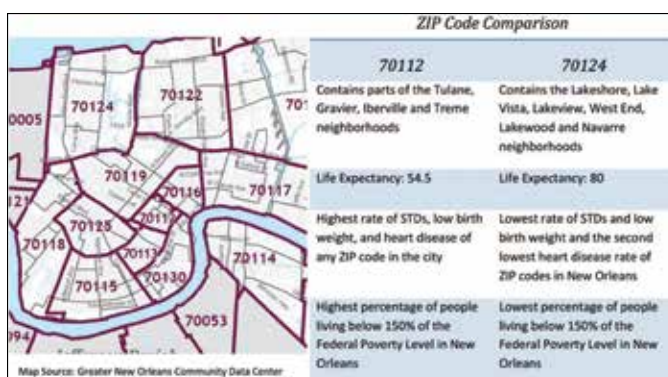 ZIP Code Comparison
70112
70124
Contains parts of the Tulane,
Gravier, Iberville and Treme
neighborhoods
Contains the Lakeshore, Lake
Vista, Lakeview, West End,
Lakewood and Navarre
neighborhoods
Life Expectancy: 54.5
Life Expectancy: 80
Highest rate of STDs, low birth
weight, and heart disease of
any ZIP code in the city
Lowest rate of STDs and low
birth weight and the second
lowest heart disease rate of
ZIP codes in New Orleans
Highest percentage of people
living below 150% of the
Federal Poverty Level in New
Orleans
Lowest percentage of people
living below 150% of the
Federal Poverty Level in New
Orleans
70124
70122
0005
701
70119
70116
70117
121
70125
70118
70113
70114
70115
70130
70053
094
Map Source: Greater New Orleans Community Data Center